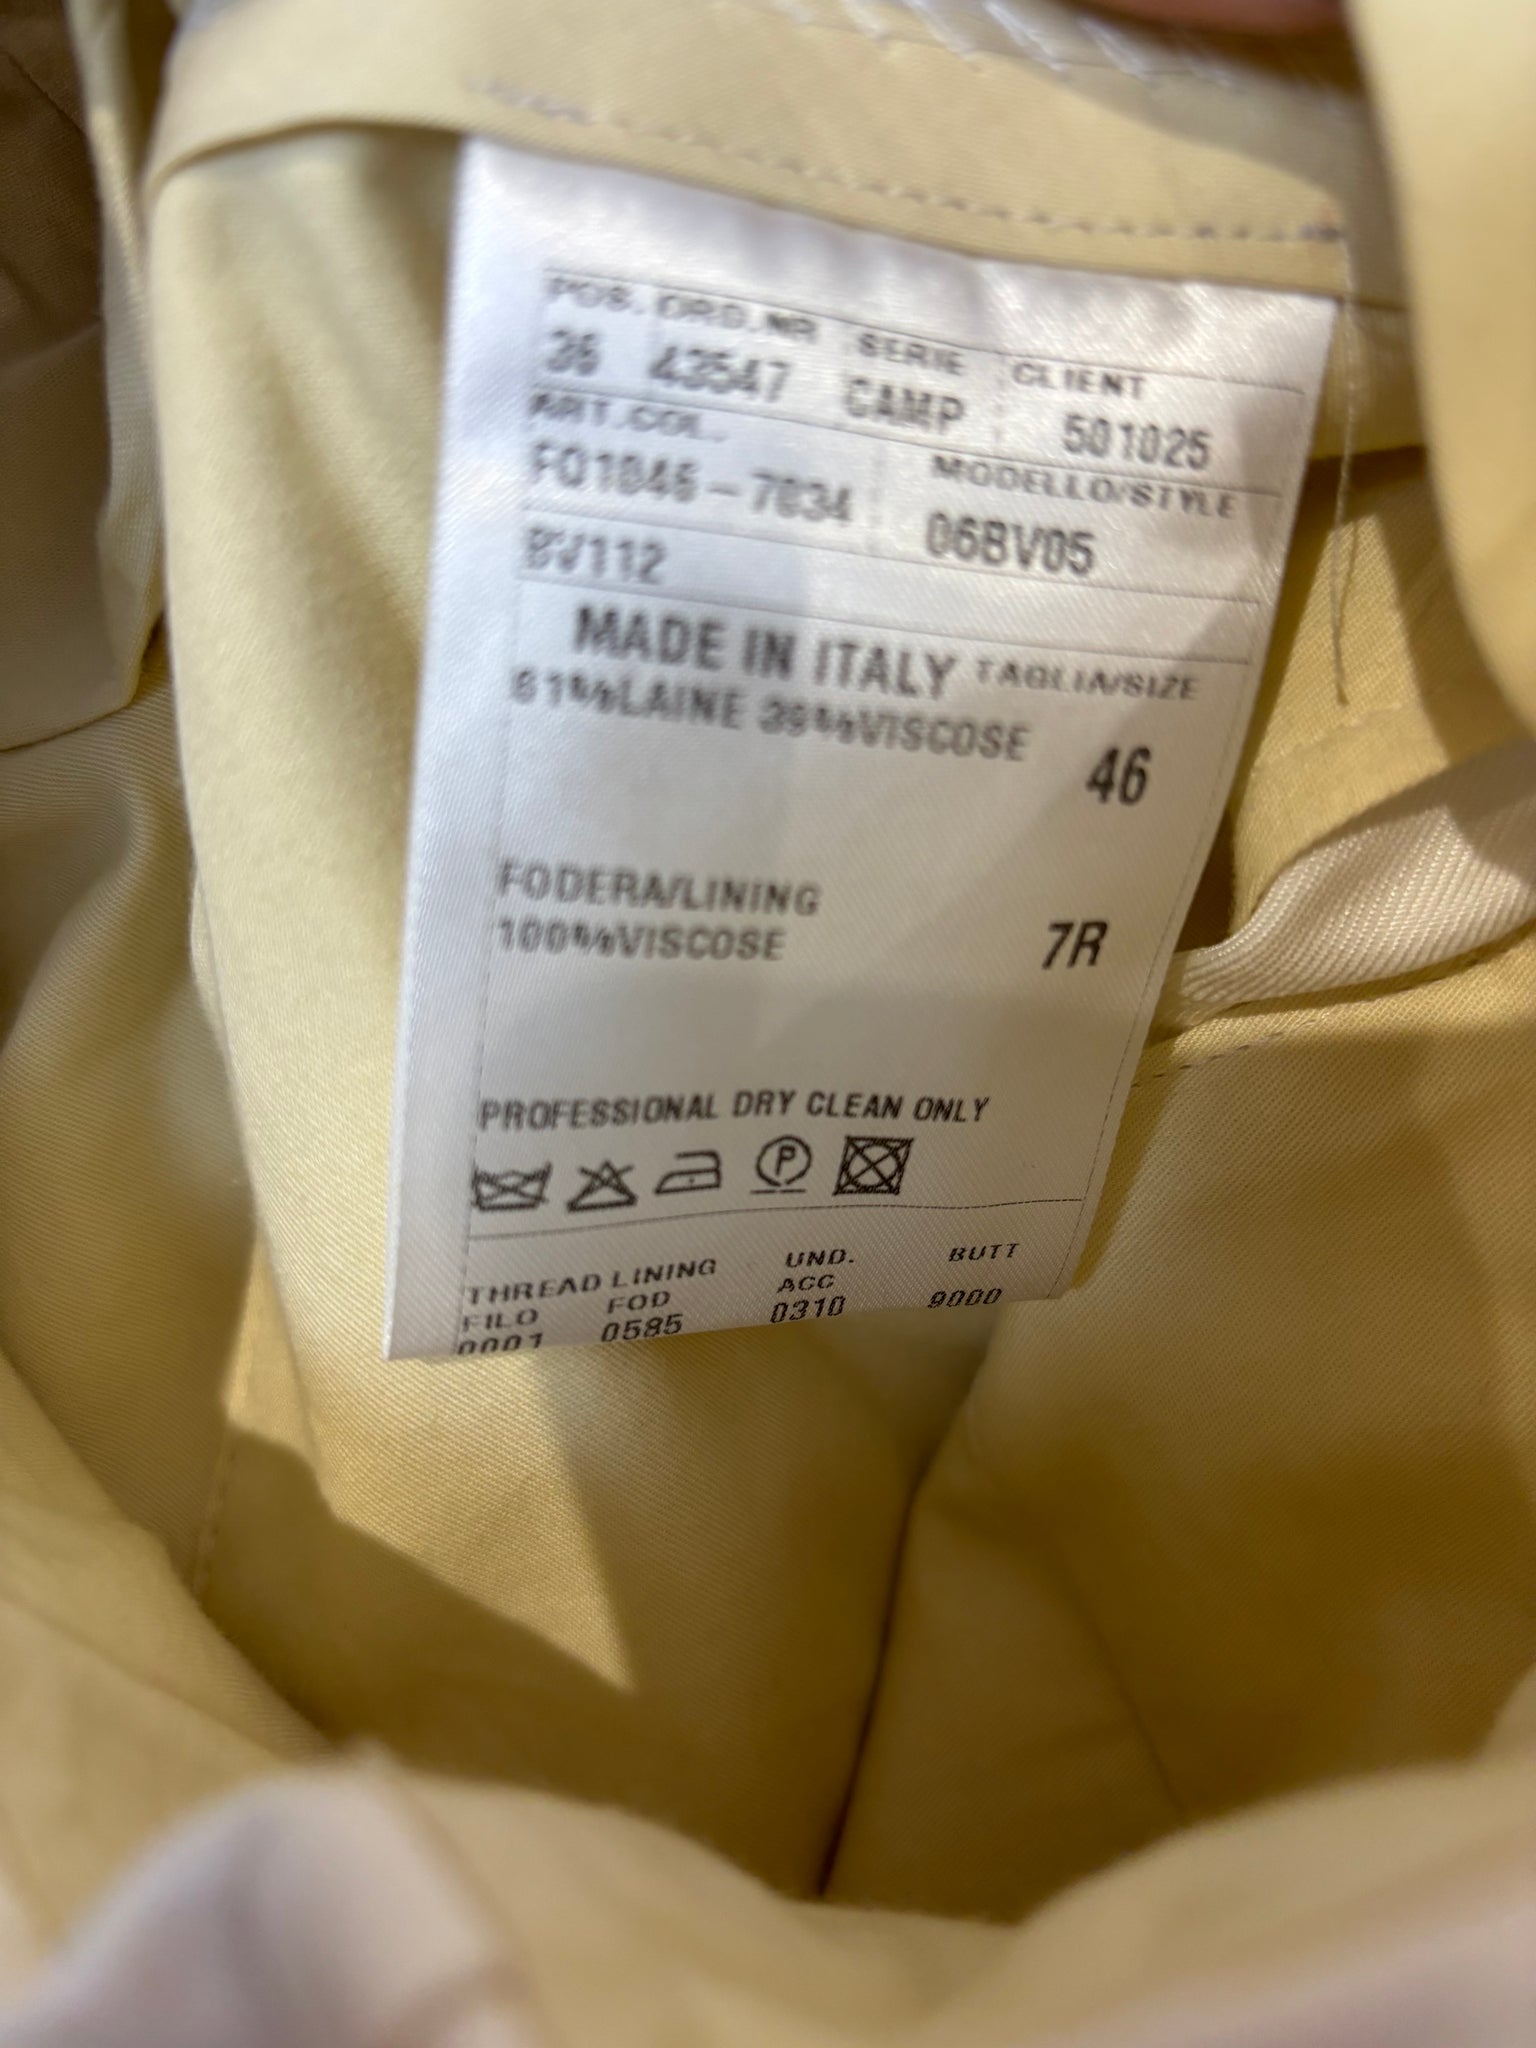 POS. ORD.NR SERIE CLIENT
36 43547 CAMP 501025
ART.COL. MODELLO/STYLE
FQ1046-7034 06BV05
BV112
MADE IN ITALY TAGLIA/SIZE
61%LAINE 39%VISCOSE
46
FODERA/LINING
100%VISCOSE
7R
PROFESSIONAL DRY CLEAN ONLY
P
THREAD LINING UND. BUTT
FILO FOD ACC
0001 0585 0310 9000